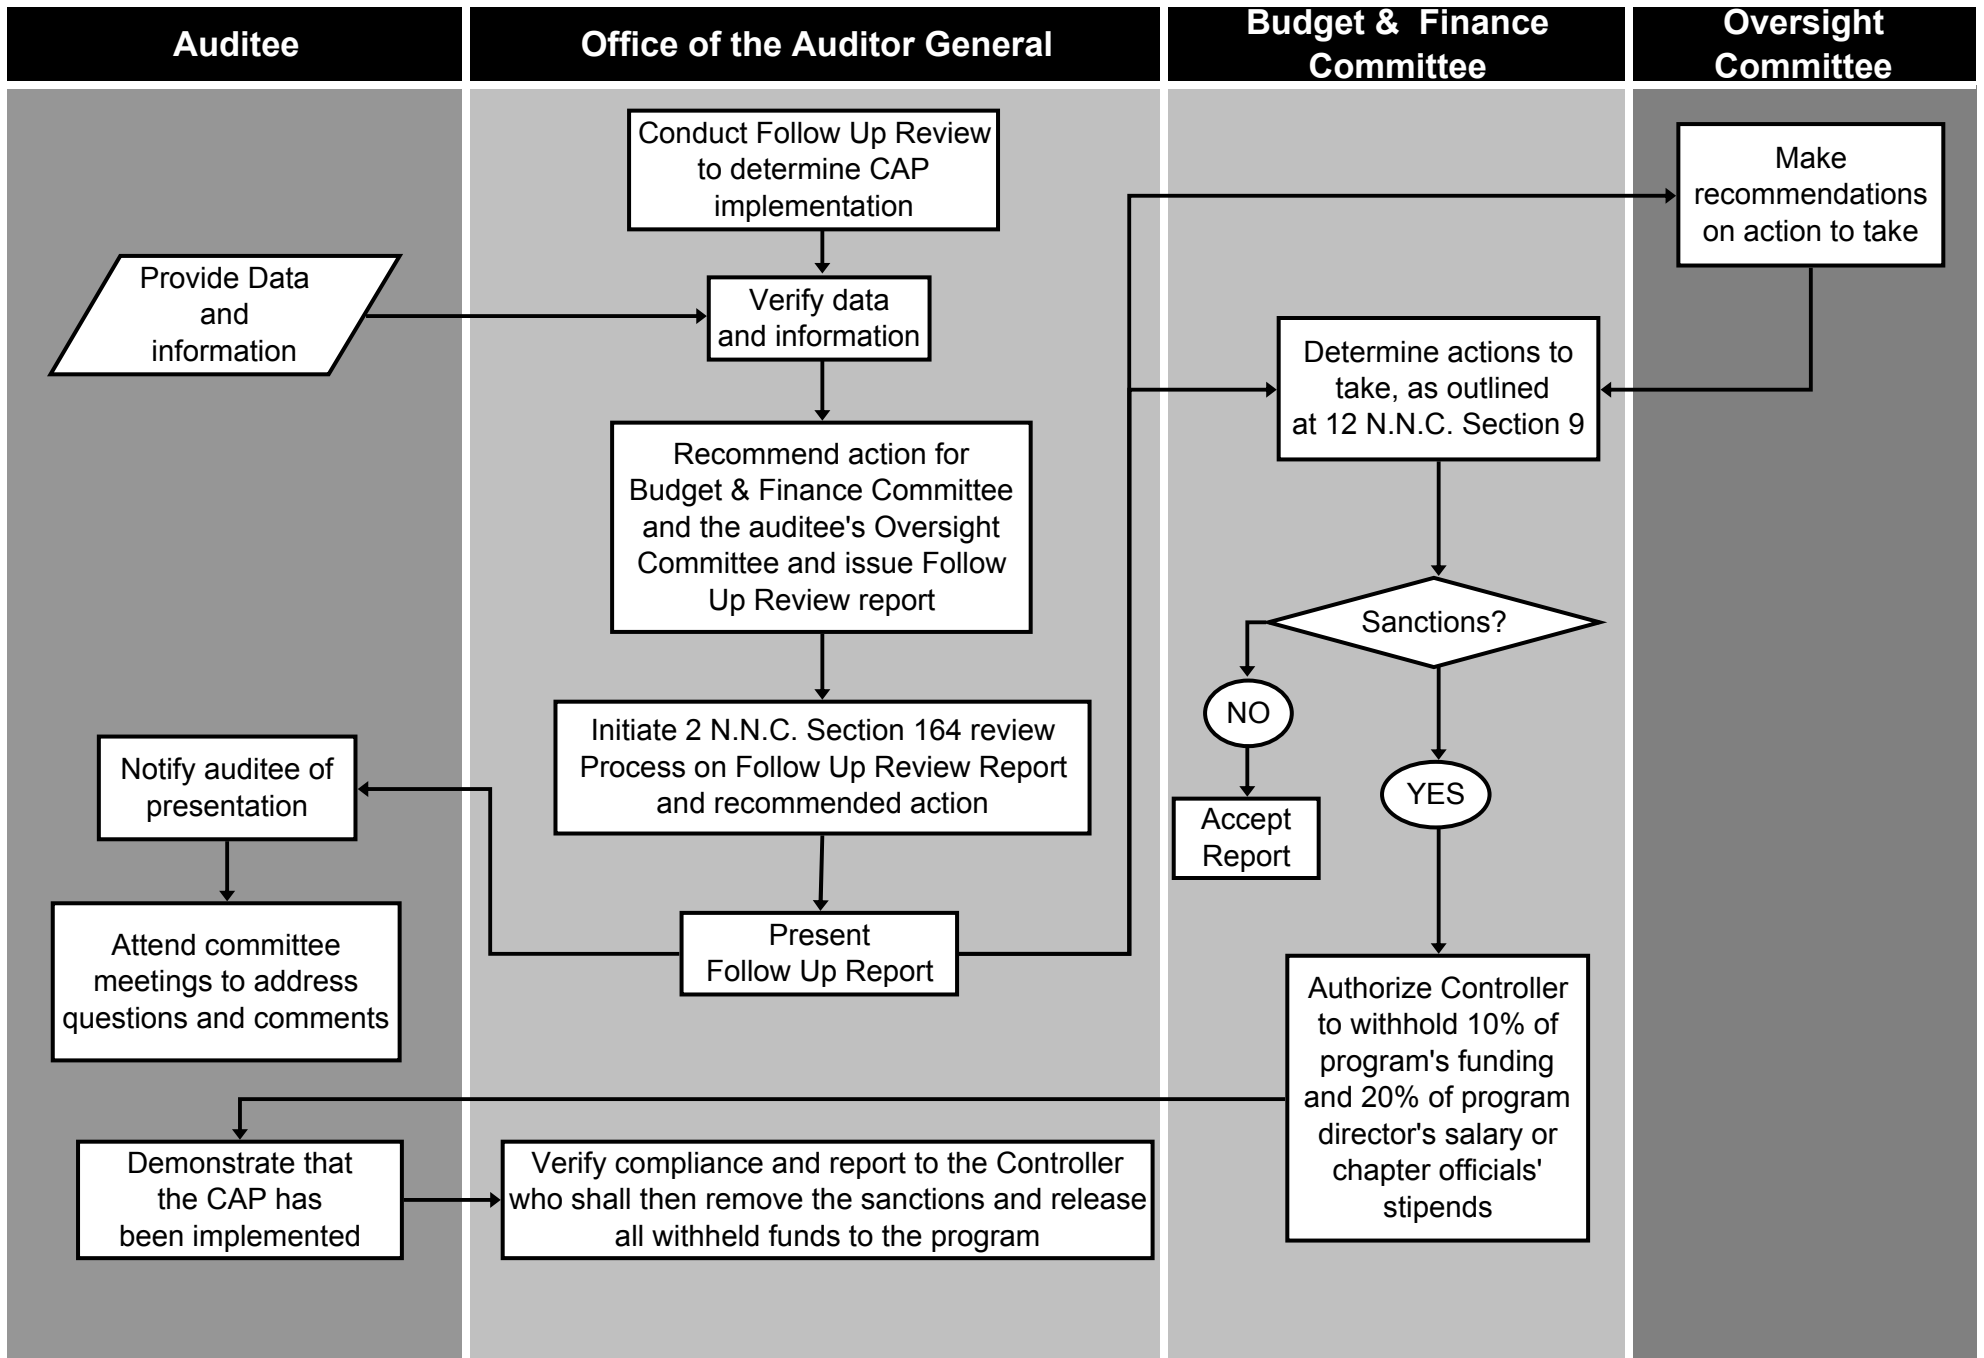 Auditee
Office of the Auditor General
Budget & Finance
Committee
Oversight
Committee
Conduct Follow Up Review
to determine CAP
implementation
Make
recommendations
on action to take
Provide Data
and
information
Verify data
and information
Determine actions to
take, as outlined
at 12 N.N.C. Section 9
Recommend action for
Budget & Finance Committee
and the auditee's Oversight
Committee and issue Follow
Up Review report
Sanctions?
NO
YES
Accept
Report
Initiate 2 N.N.C. Section 164 review
Process on Follow Up Review Report
and recommended action
Notify auditee of
presentation
Present
Follow Up Report
Attend committee
meetings to address
questions and comments
Authorize Controller
to withhold 10% of
program's funding
and 20% of program
director's salary or
chapter officials'
stipends
Demonstrate that
the CAP has
been implemented
Verify compliance and report to the Controller
who shall then remove the sanctions and release
all withheld funds to the program